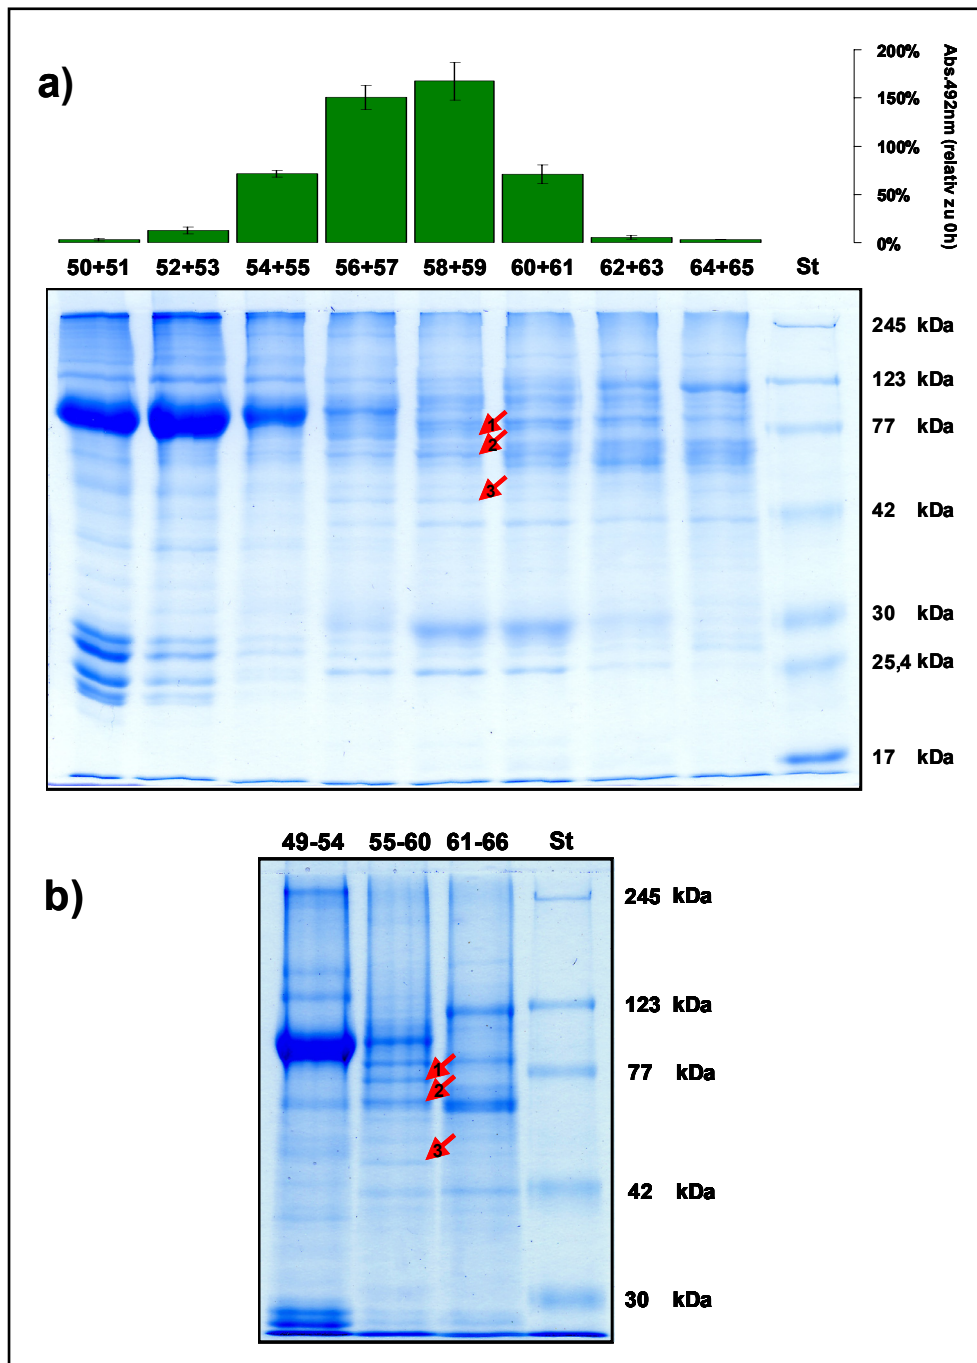 a)
200%
150%
100%
50%
0%
Abs.492nm (relativ zu 0h)
50+51 52+53 54+55 56+57 58+59 60+61 62+63 64+65 St
245 kDa
123 kDa
1
77 kDa
2
3
42 kDa
30 kDa
25,4 kDa
17 kDa
b)
49-54 55-60 61-66 St
245 kDa
123 kDa
1
77 kDa
2
3
42 kDa
30 kDa